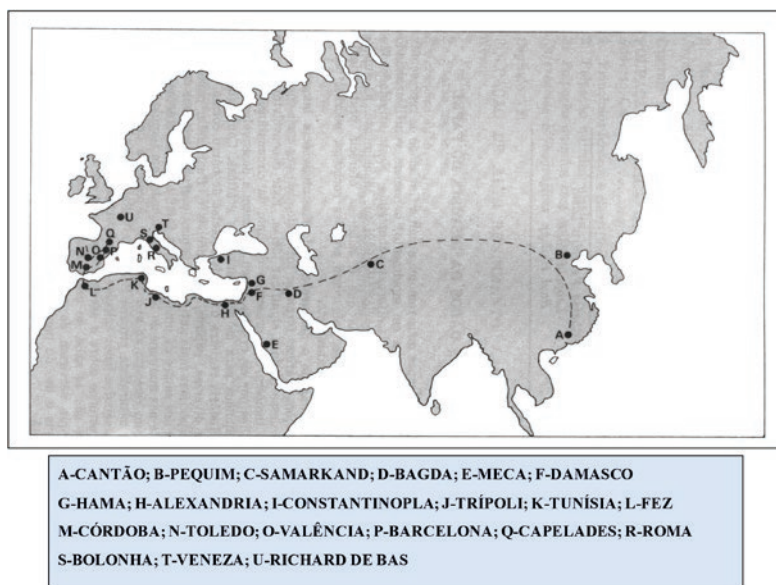 T
U
S
Q
N
O
P
R
I
M
L
K
G
F
J
H
D
C
B
A
E
A-CANTÃO; B-PEQUIM; C-SAMARKAND; D-BAGDA; E-MECA; F-DAMASCO
G-HAMA; H-ALEXANDRIA; I-CONSTANTINOPLA; J-TRÍPOLI; K-TUNÍSIA; L-FEZ
M-CÓRDOBA; N-TOLEDO; O-VALÊNCIA; P-BARCELONA; Q-CAPELADES; R-ROMA
S-BOLONHA; T-VENEZA; U-RICHARD DE BAS